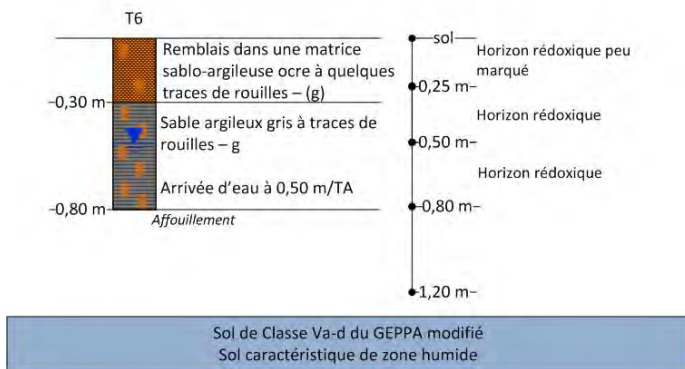 T6
Remblais dans une matrice
sablo-argileuse ocre à quelques
traces de rouilles – (g)
–0,30 m
Sable argileux gris à traces de
rouilles – g
Arrivée d'eau à 0,50 m/TA
–0,80 m
Affouillement
sol
Horizon rédoxique peu
marqué
0,25 m
Horizon rédoxique
0,50 m
Horizon rédoxique
0,80 m
1,20 m
Sol de Classe Va-d du GEPPA modifié
Sol caractéristique de zone humide